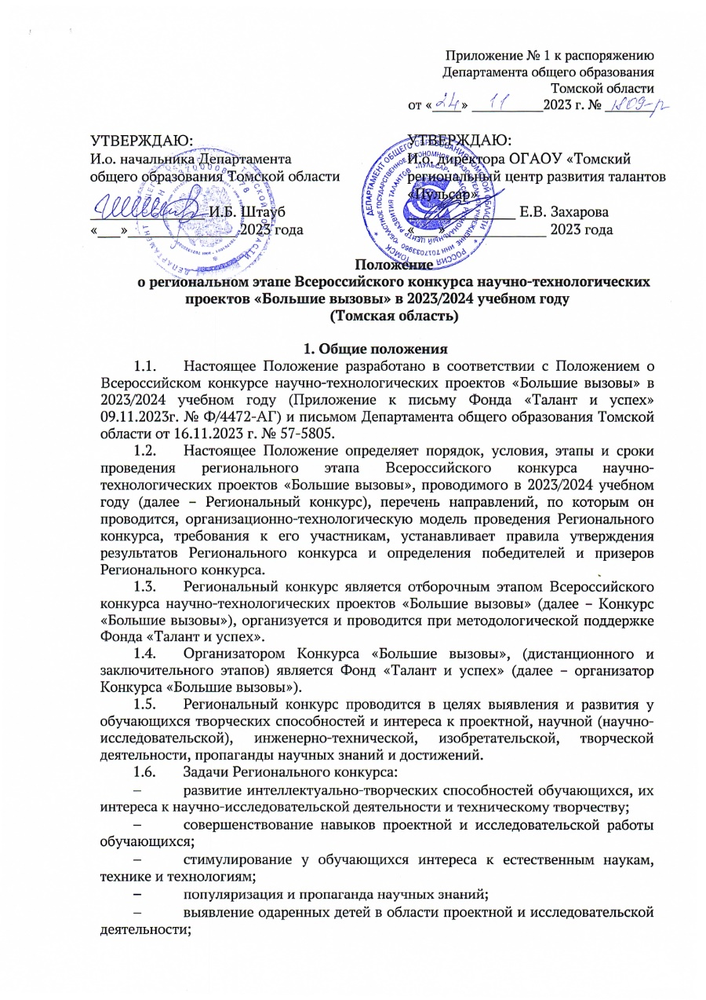 Приложение № 1 к распоряжению
Департамента общего образования
Томской области
от «24» 11 2023 г. № 1809-р
УТВЕРЖДАЮ:
И.о. начальника Департамента
общего образования Томской области
И.Б. Штауб
«___» ______________ 2023 года
УТВЕРЖДАЮ:
И.о. директора ОГАОУ «Томский
региональный центр развития талантов
«Пульсар»
______________ Е.В. Захарова
«___» ______________ 2023 года
Положение
о региональном этапе Всероссийского конкурса научно-технологических
проектов «Большие вызовы» в 2023/2024 учебном году
(Томская область)
1. Общие положения
1.1. Настоящее Положение разработано в соответствии с Положением о
Всероссийском конкурсе научно-технологических проектов «Большие вызовы» в
2023/2024 учебном году (Приложение к письму Фонда «Талант и успех»
09.11.2023г. № Ф/4472-АГ) и письмом Департамента общего образования Томской
области от 16.11.2023 г. № 57-5805.
1.2. Настоящее Положение определяет порядок, условия, этапы и сроки
проведения регионального этапа Всероссийского конкурса научно-
технологических проектов «Большие вызовы», проводимого в 2023/2024 учебном
году (далее – Региональный конкурс), перечень направлений, по которым он
проводится, организационно-технологическую модель проведения Регионального
конкурса, требования к его участникам, устанавливает правила утверждения
результатов Регионального конкурса и определения победителей и призеров
Регионального конкурса.
1.3. Региональный конкурс является отборочным этапом Всероссийского
конкурса научно-технологических проектов «Большие вызовы» (далее – Конкурс
«Большие вызовы»), организуется и проводится при методологической поддержке
Фонда «Талант и успех».
1.4. Организатором Конкурса «Большие вызовы», (дистанционного и
заключительного этапов) является Фонд «Талант и успех» (далее – организатор
Конкурса «Большие вызовы»).
1.5. Региональный конкурс проводится в целях выявления и развития у
обучающихся творческих способностей и интереса к проектной, научной (научно-
исследовательской), инженерно-технической, изобретательской, творческой
деятельности, пропаганды научных знаний и достижений.
1.6. Задачи Регионального конкурса:
– развитие интеллектуально-творческих способностей обучающихся, их
интереса к научно-исследовательской деятельности и техническому творчеству;
– совершенствование навыков проектной и исследовательской работы
обучающихся;
– стимулирование у обучающихся интереса к естественным наукам,
технике и технологиям;
– популяризация и пропаганда научных знаний;
– выявление одаренных детей в области проектной и исследовательской
деятельности;